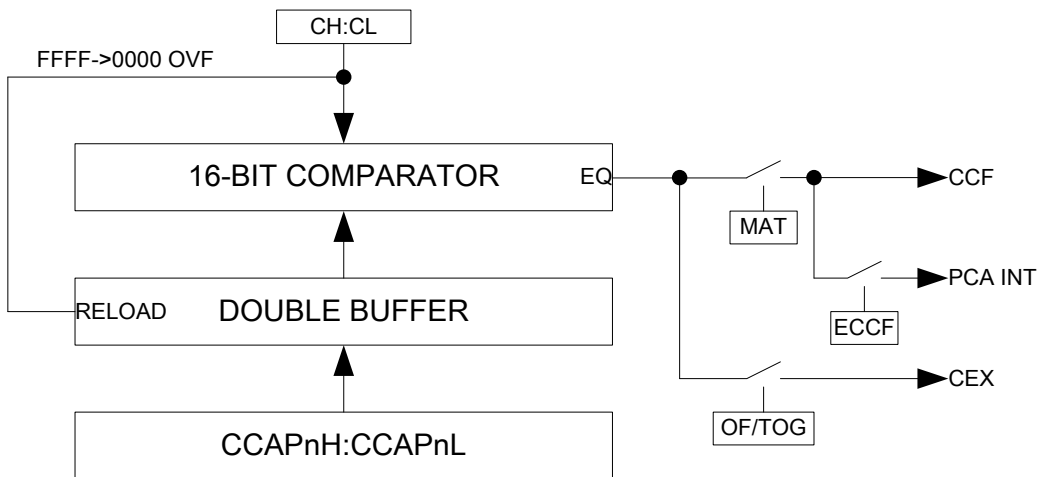 CH:CL
FFFF->0000 OVF
16-BIT COMPARATOR
EQ
CCF
MAT
PCA INT
RELOAD
DOUBLE BUFFER
ECCF
CEX
OF/TOG
CCAPnH:CCAPnL